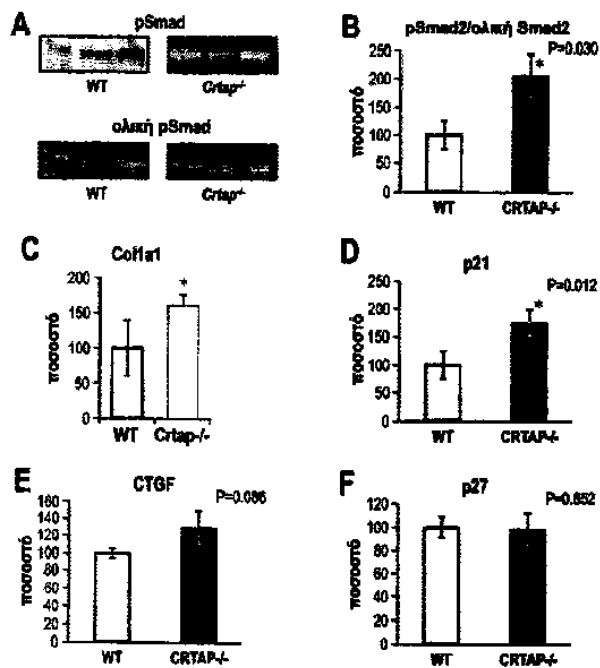 A
pSmad
WT
Crtap-/-
ολική pSmad
WT
Crtap-/-
B
pSmad2/ολική Smad2
P=0.030
*
250
200
150
100
50
0
ποσοστό
WT
CRTAP-/-
C
Col1a1
*
200
150
100
50
0
ποσοστό
WT
Crtap-/-
D
p21
P=0.012
*
250
200
150
100
50
0
ποσοστό
WT
CRTAP-/-
E
CTGF
P=0.086
160
140
120
100
80
60
40
20
0
ποσοστό
WT
CRTAP-/-
F
p27
P=0.852
120
100
80
60
40
20
0
ποσοστό
WT
CRTAP-/-